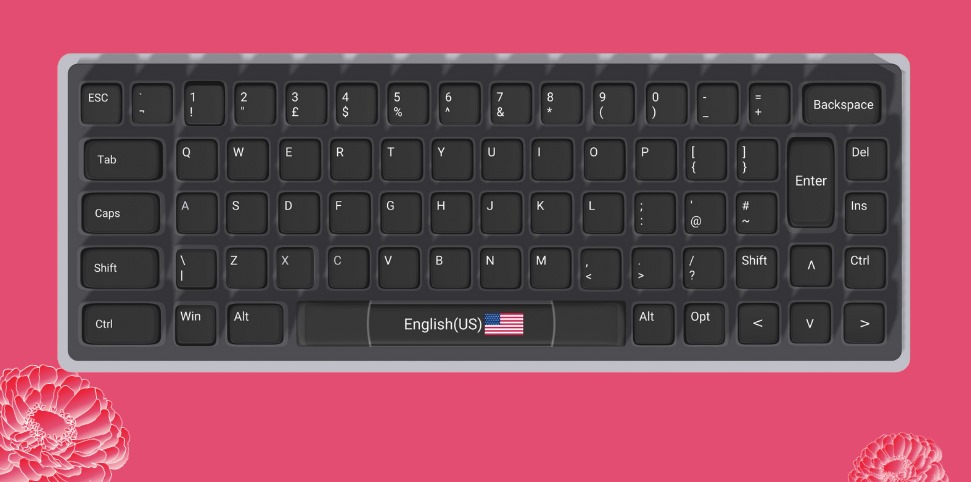 ESC ` 1 2 3 4 5 6 7 8 9 0 - = Backspace
¬ ! " £ $ % ^ & * ( ) _ +
Tab Q W E R T Y U I O P [ ] Enter Del
{ }
Caps A S D F G H J K L ; ' # Ins
: @ ~
Shift \ Z X C V B N M , . / Shift ˄ Ctrl
| < > ?
Ctrl Win Alt English(US) Alt Opt < ˅ >